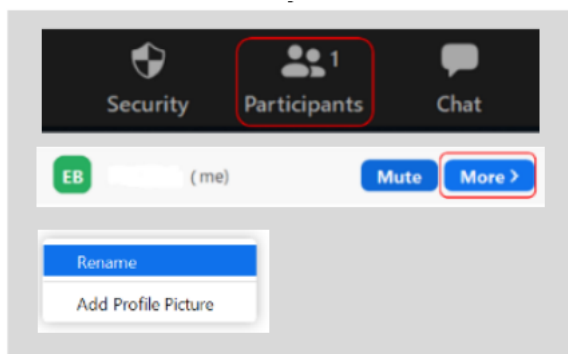 1
Security Participants Chat
EB (me) Mute More >
Rename
Add Profile Picture